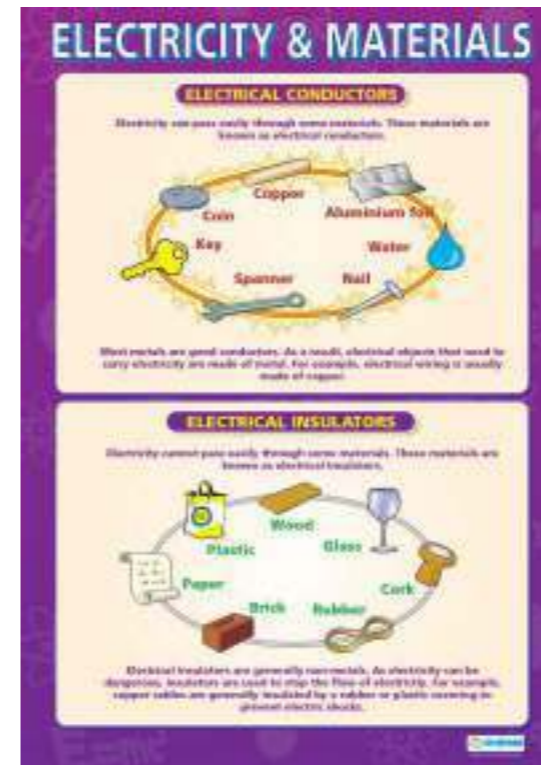 ELECTRICITY & MATERIALS
ELECTRICAL CONDUCTORS
Electricity can pass easily through some materials. These materials are
known as electrical conductors.
Copper
Coin
Aluminium foil
Key
Water
Spanner
Nail
Most metals are good conductors. As a result, electrical objects that need to
carry electricity are made of metal. For example, electrical wiring is usually
made of copper.
ELECTRICAL INSULATORS
Electricity cannot pass easily through some materials. These materials are
known as electrical insulators.
Wood
Plastic
Glass
Paper
Cork
Brick
Rubber
Electrical insulators are generally non-metals. As electricity can be
dangerous, insulators are used to stop the flow of electricity. For example,
copper cables are generally insulated by a rubber or plastic covering to
prevent electric shocks.